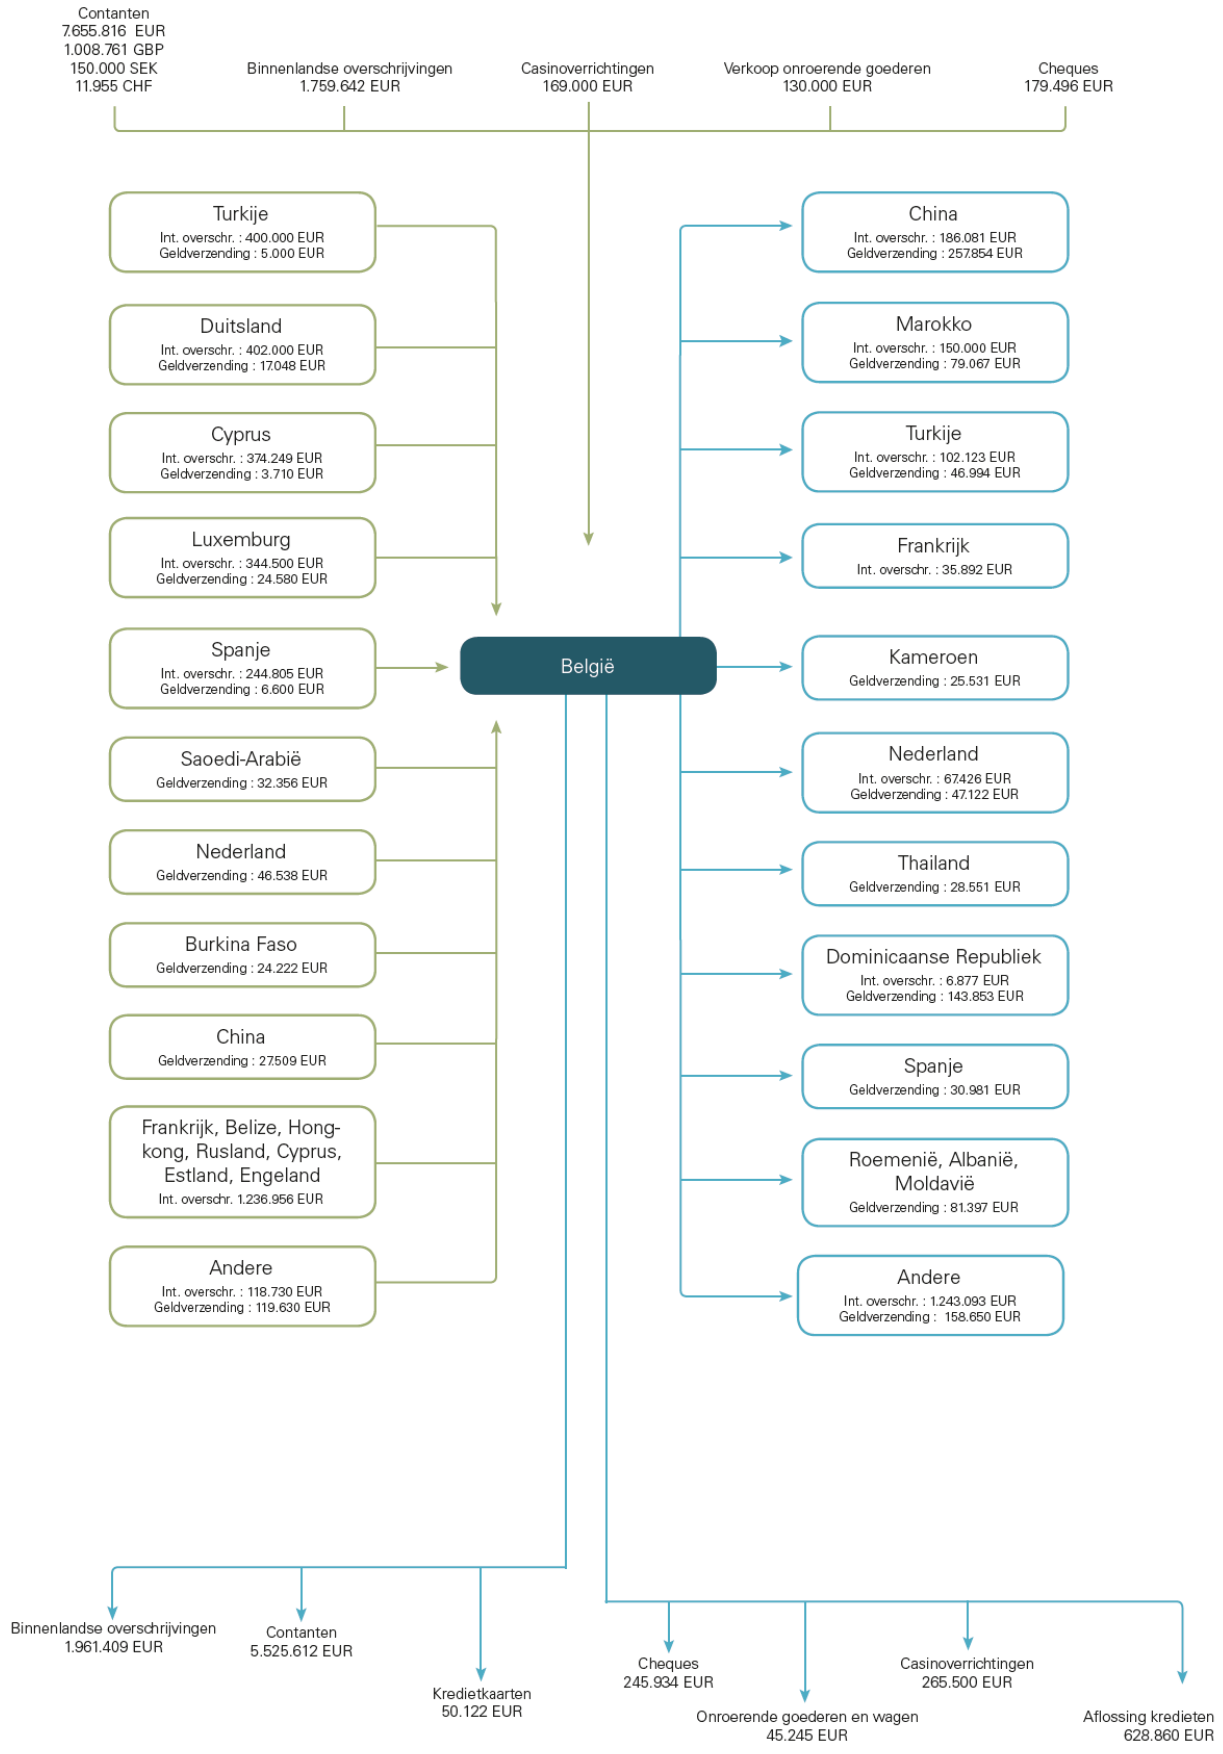 Contanten
7.655.816 EUR
1.008.761 GBP
150.000 SEK
11.955 CHF
Binnenlandse overschrijvingen
1.759.642 EUR
Casinoverrichtingen
169.000 EUR
Verkoop onroerende goederen
130.000 EUR
Cheques
179.496 EUR
Turkije
Int. overschr. : 400.000 EUR
Geldverzending : 5.000 EUR
Duitsland
Int. overschr. : 402.000 EUR
Geldverzending : 17.048 EUR
Cyprus
Int. overschr. : 374.249 EUR
Geldverzending : 3.710 EUR
Luxemburg
Int. overschr. : 344.500 EUR
Geldverzending : 24.580 EUR
Spanje
Int. overschr. : 244.805 EUR
Geldverzending : 6.600 EUR
Saoedi-Arabië
Geldverzending : 32.356 EUR
Nederland
Geldverzending : 46.538 EUR
Burkina Faso
Geldverzending : 24.222 EUR
China
Geldverzending : 27.509 EUR
Frankrijk, Belize, Hong-
kong, Rusland, Cyprus,
Estland, Engeland
Int. overschr. 1.236.956 EUR
Andere
Int. overschr. : 118.730 EUR
Geldverzending : 119.630 EUR
België
China
Int. overschr. : 186.081 EUR
Geldverzending : 257.854 EUR
Marokko
Int. overschr. : 150.000 EUR
Geldverzending : 79.067 EUR
Turkije
Int. overschr. : 102.123 EUR
Geldverzending : 46.994 EUR
Frankrijk
Int. overschr. : 35.892 EUR
Kameroen
Geldverzending : 25.531 EUR
Nederland
Int. overschr. : 67.426 EUR
Geldverzending : 47.122 EUR
Thailand
Geldverzending : 28.551 EUR
Dominicaanse Republiek
Int. overschr. : 6.877 EUR
Geldverzending : 143.853 EUR
Spanje
Geldverzending : 30.981 EUR
Roemenië, Albanië,
Moldavië
Geldverzending : 81.397 EUR
Andere
Int. overschr. : 1.243.093 EUR
Geldverzending : 158.650 EUR
Binnenlandse overschrijvingen
1.961.409 EUR
Contanten
5.525.612 EUR
Kredietkaarten
50.122 EUR
Cheques
245.934 EUR
Onroerende goederen en wagen
45.245 EUR
Casinoverrichtingen
265.500 EUR
Aflossing kredieten
628.860 EUR